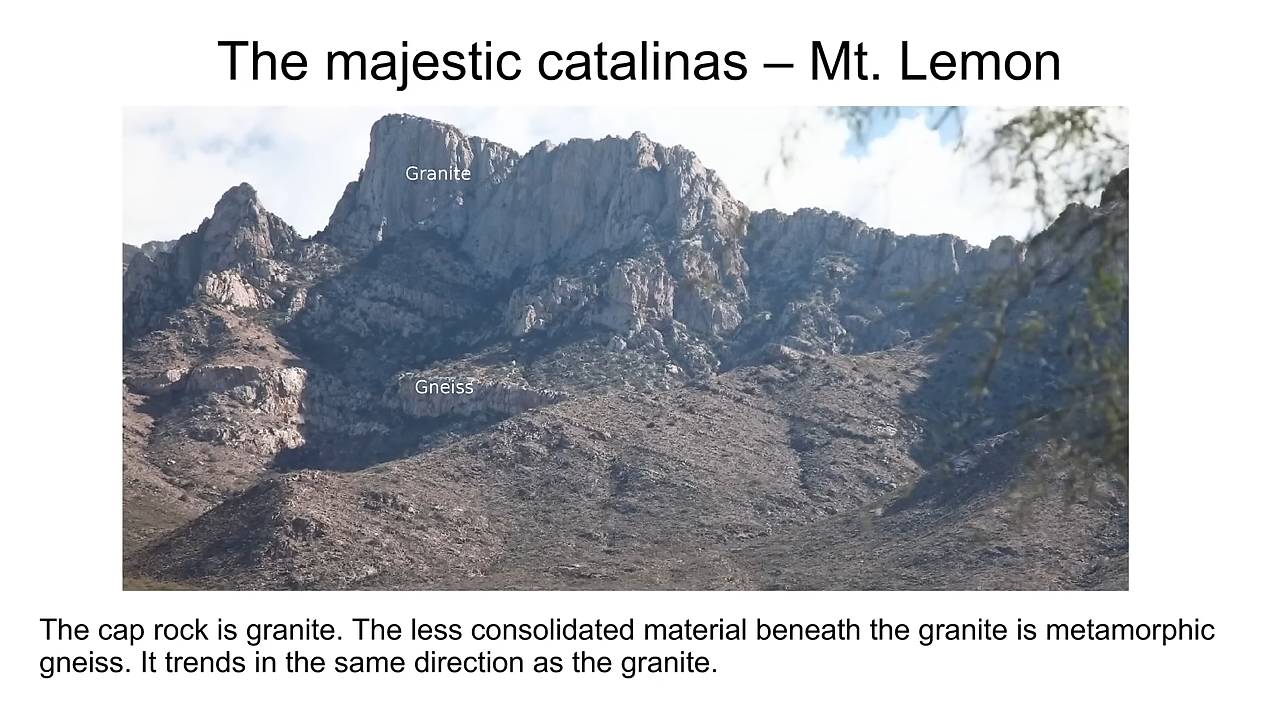 The majestic catalinas – Mt. Lemon
Granite
Gneiss
The cap rock is granite. The less consolidated material beneath the granite is metamorphic
gneiss. It trends in the same direction as the granite.